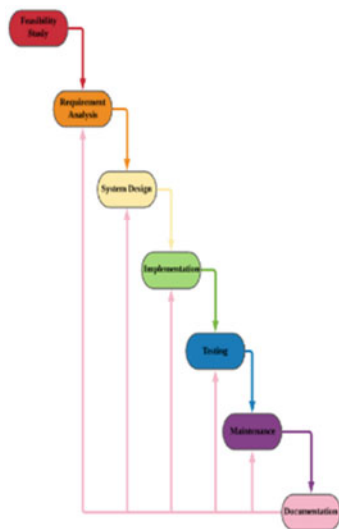 Feasibility
Study
Requirement
Analysis
System Design
Implementation
Testing
Maintenance
Documentation